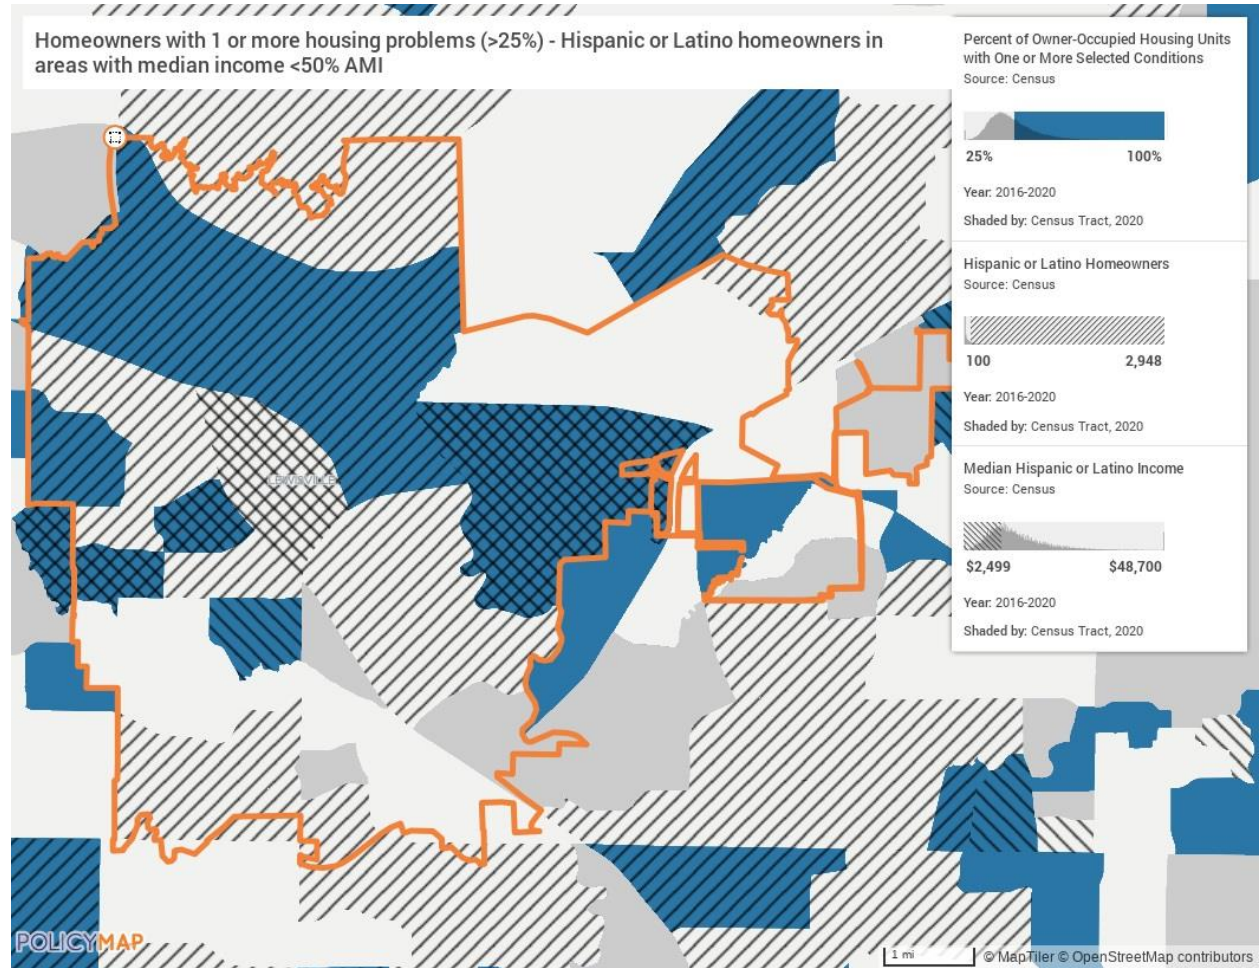 Homeowners with 1 or more housing problems (>25%) - Hispanic or Latino homeowners in
areas with median income <50% AMI
Percent of Owner-Occupied Housing Units
with One or More Selected Conditions
Source: Census
25% 100%
Year: 2016-2020
Shaded by: Census Tract, 2020
Hispanic or Latino Homeowners
Source: Census
100 2,948
Year: 2016-2020
Shaded by: Census Tract, 2020
Median Hispanic or Latino Income
Source: Census
$2,499 $48,700
Year: 2016-2020
Shaded by: Census Tract, 2020
LEWISVILLE
POLICYMAP
1 mi © MapTiler © OpenStreetMap contributors